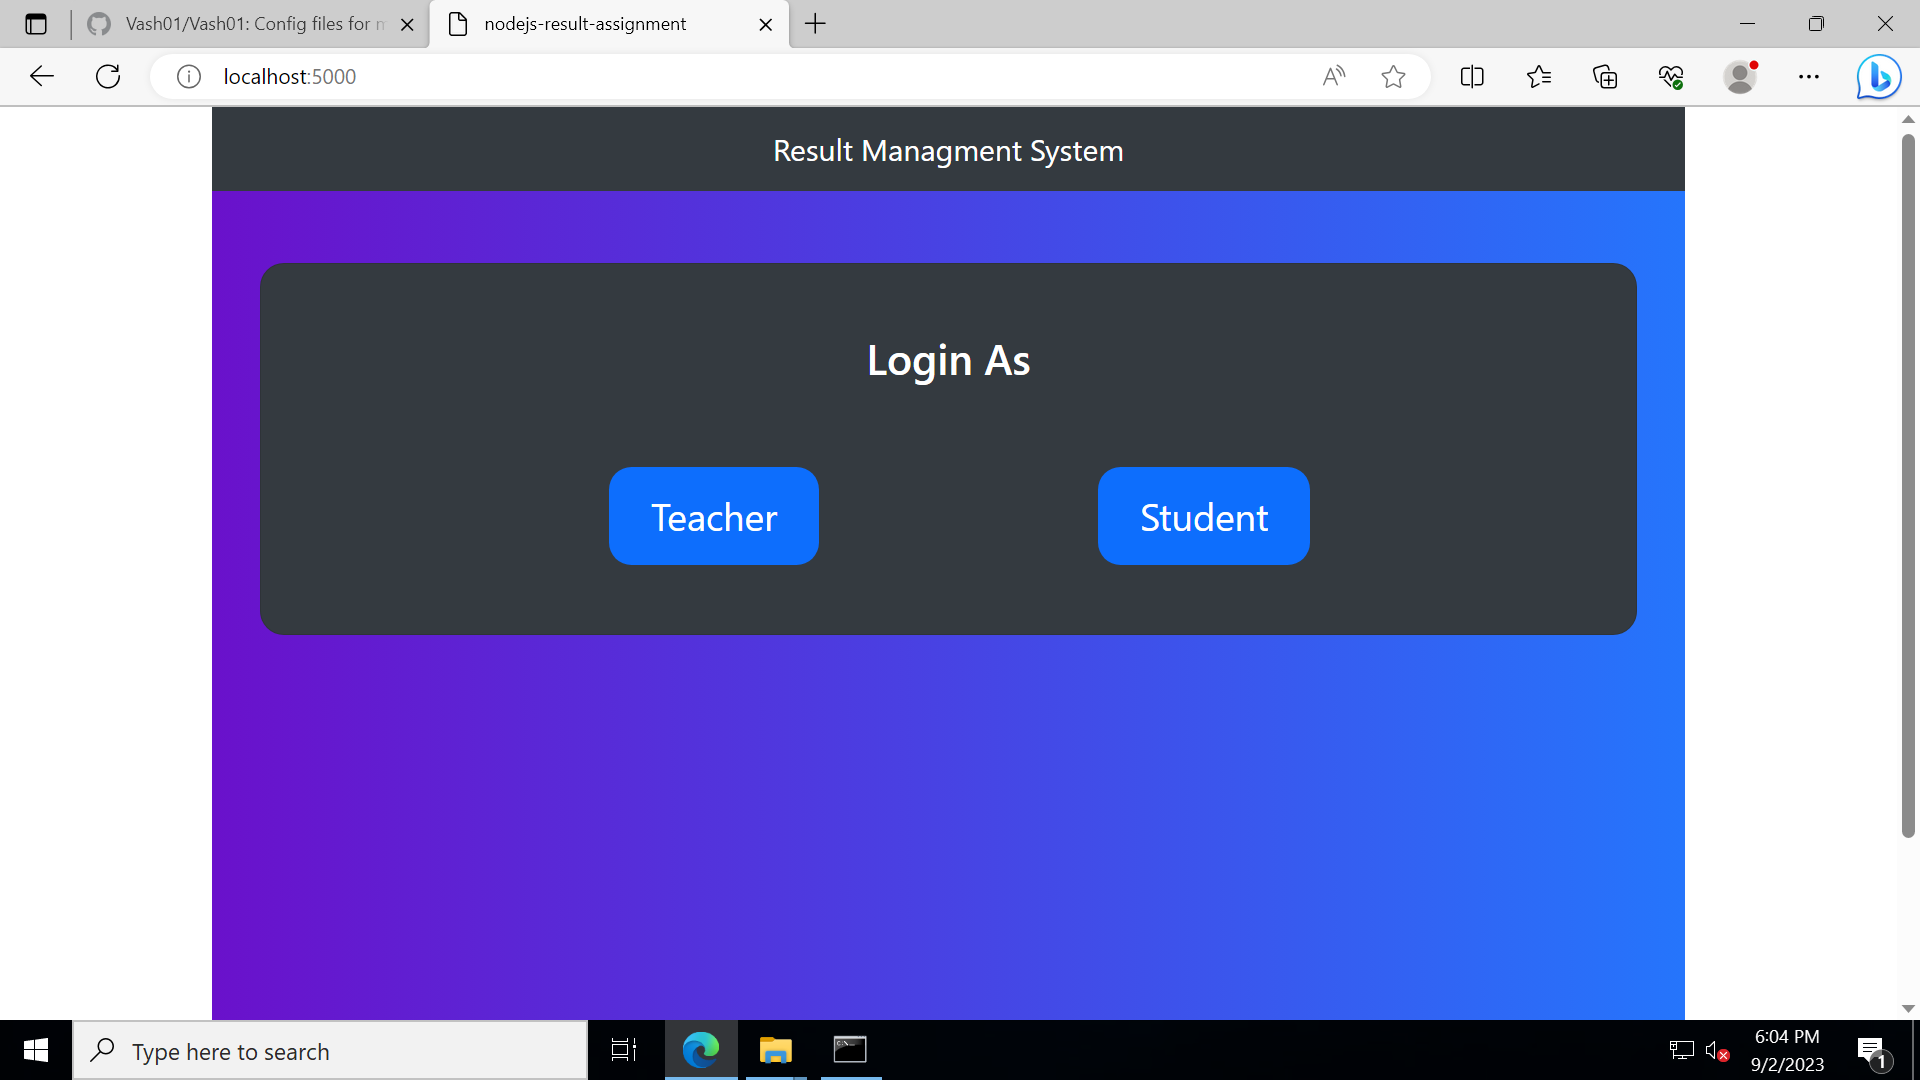 Vash01/Vash01: Config files for m
nodejs-result-assignment
localhost:5000
Result Managment System
Login As
Teacher
Student
Type here to search
6:04 PM
9/2/2023
1